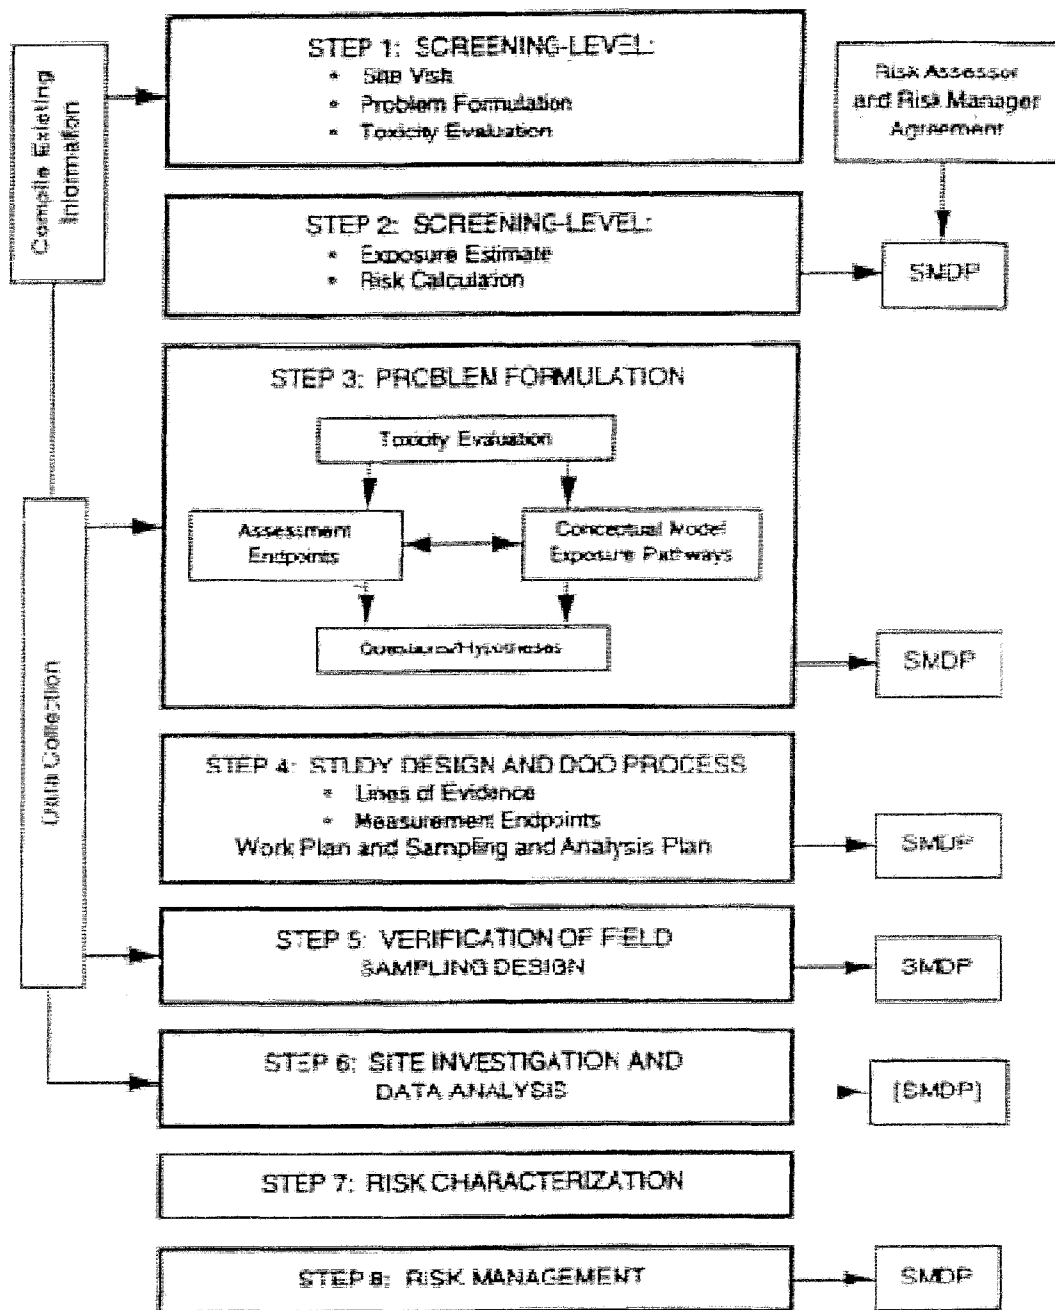 Compile Existing
Information
STEP 1: SCREENING-LEVEL:
• Site Visit
• Problem Formulation
• Toxicity Evaluation
Risk Assessor
and Risk Manager
Agreement
STEP 2: SCREENING-LEVEL:
• Exposure Estimate
• Risk Calculation
SMDP
Data Collection
STEP 3: PROBLEM FORMULATION
Toxicity Evaluation
Assessment
Endpoints
Conceptual Model
Exposure Pathways
Questions/Hypotheses
SMDP
STEP 4: STUDY DESIGN AND DQO PROCESS
• Lines of Evidence
• Measurement Endpoints
Work Plan and Sampling and Analysis Plan
SMDP
STEP 5: VERIFICATION OF FIELD
SAMPLING DESIGN
SMDP
STEP 6: SITE INVESTIGATION AND
DATA ANALYSIS
[SMDP]
STEP 7: RISK CHARACTERIZATION
STEP 8: RISK MANAGEMENT
SMDP